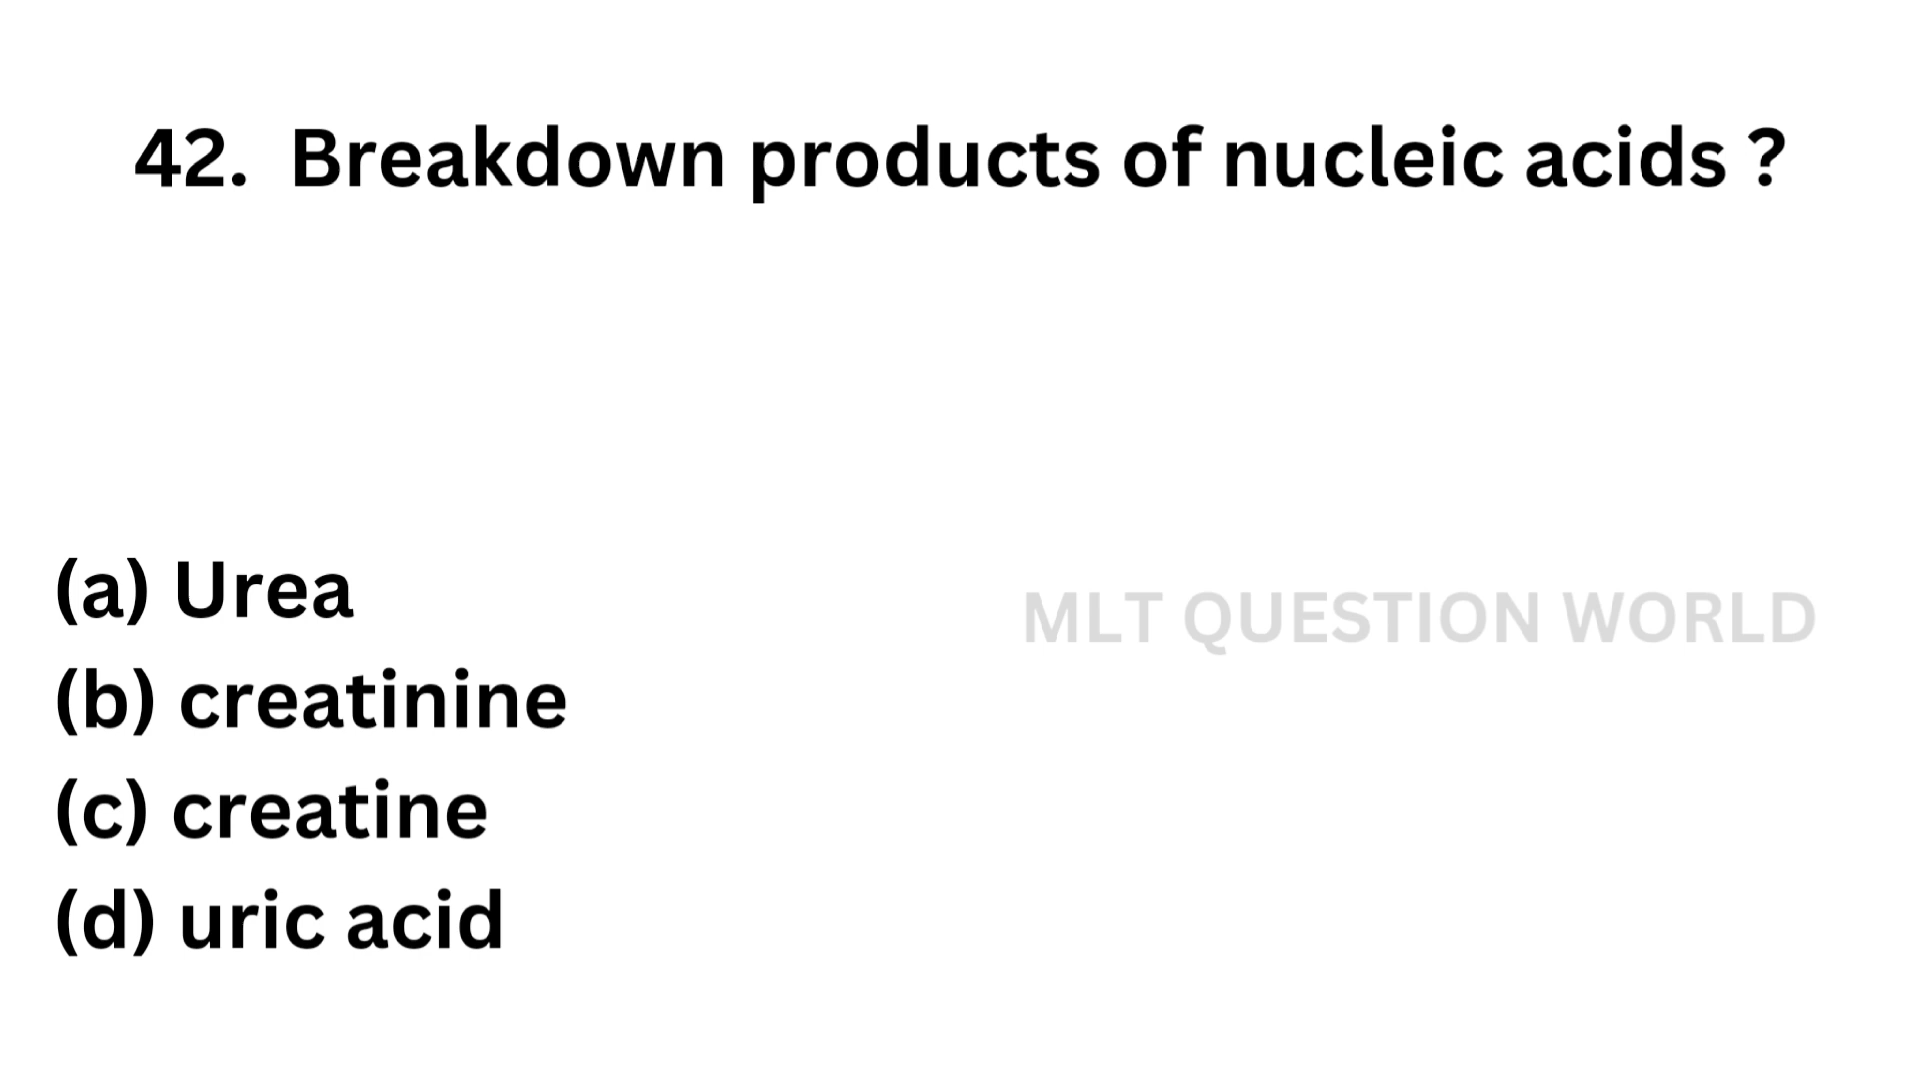 42. Breakdown products of nucleic acids ?
(a) Urea
MLT QUESTION WORLD
(b) creatinine
(c) creatine
(d) uric acid